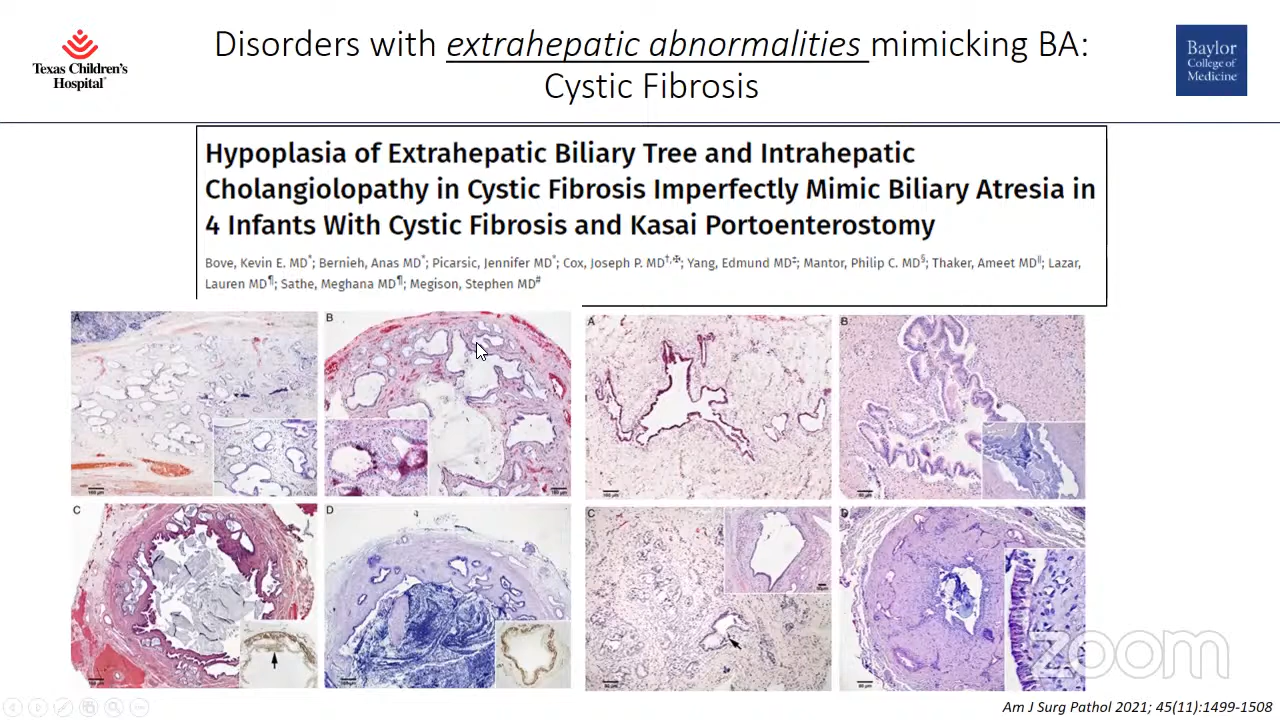 Texas Children's
Hospital
Disorders with extrahepatic abnormalities mimicking BA:
Cystic Fibrosis
Baylor
College of
Medicine
Hypoplasia of Extrahepatic Biliary Tree and Intrahepatic
Cholangiolopathy in Cystic Fibrosis Imperfectly Mimic Biliary Atresia in
4 Infants With Cystic Fibrosis and Kasai Portoenterostomy
Bove, Kevin E. MD*; Bernieh, Anas MD*; Picarsic, Jennifer MD*; Cox, Joseph P. MD†,✠; Yang, Edmund MD‡; Mantor, Philip C. MD§; Thaker, Ameet MD∥; Lazar,
Lauren MD¶; Sathe, Meghana MD¶; Megison, Stephen MD#
A
B
A
B
C
D
C
D
zoom
Am J Surg Pathol 2021; 45(11):1499-1508